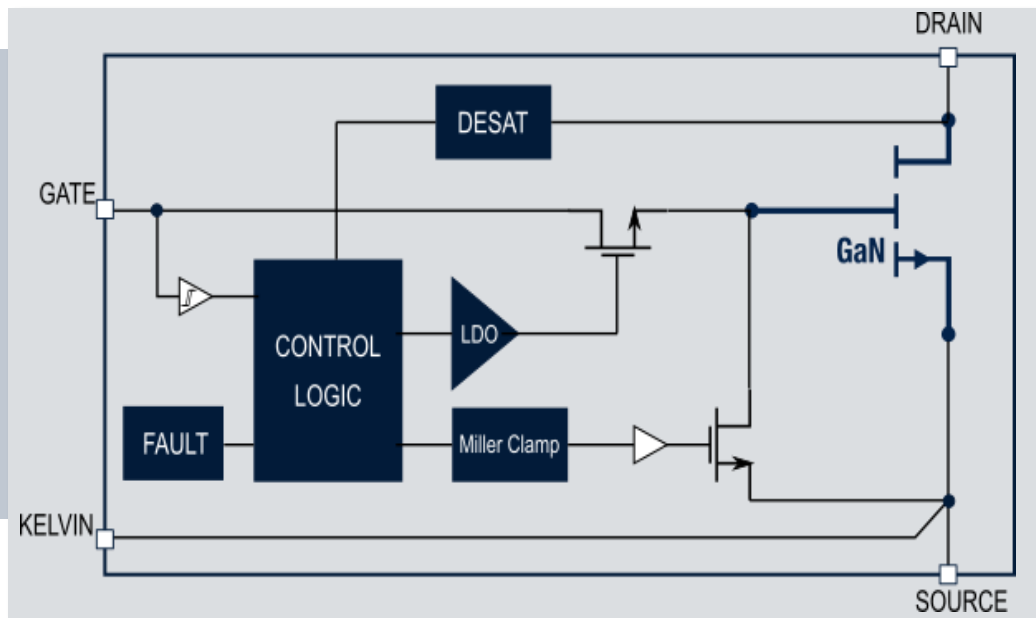 DRAIN
DESAT
GATE
GaN
CONTROL
LOGIC
LDO
FAULT
Miller Clamp
KELVIN
SOURCE